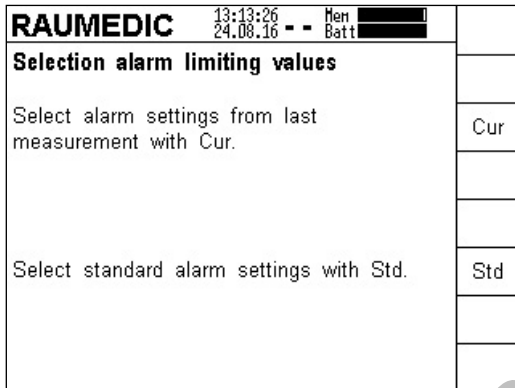 RAUMEDIC
13:13:26
24.08.16 - -
Mem
Batt
Selection alarm limiting values
Select alarm settings from last
measurement with Cur.
Cur
Select standard alarm settings with Std.
Std